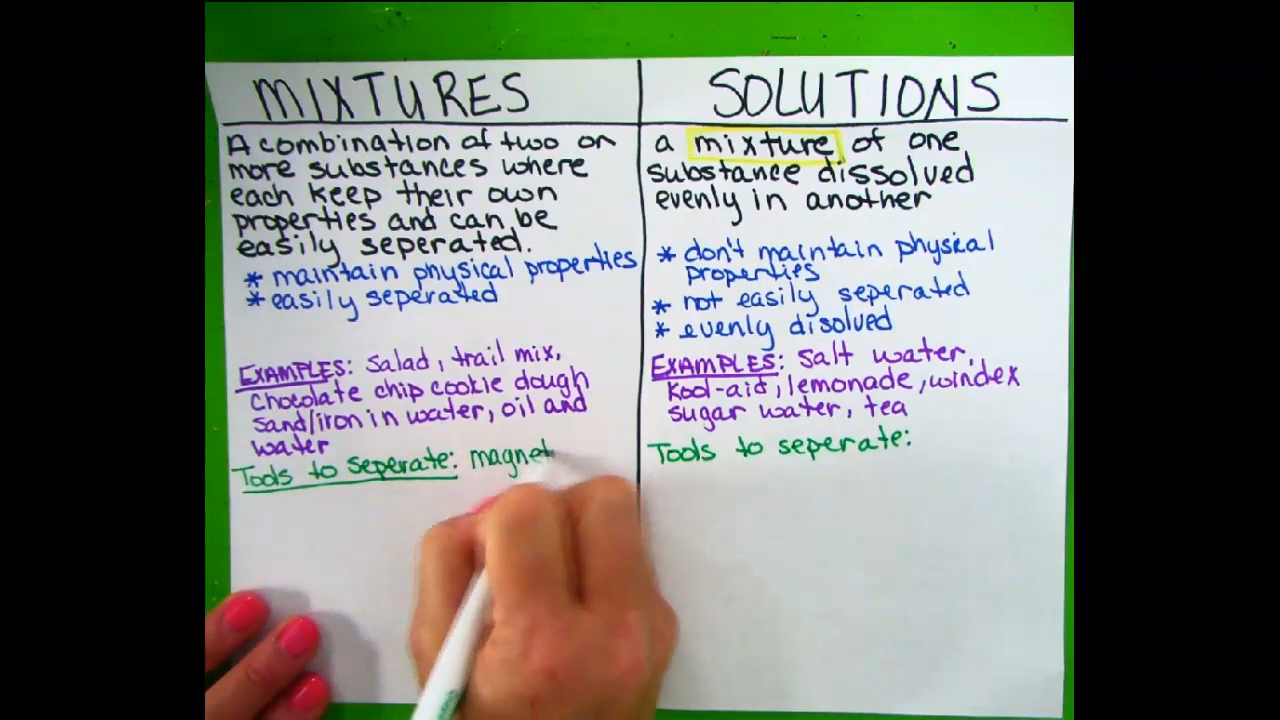 MIXTURES
A combination of two or
more substances where
each keep their own
properties and can be
easily seperated.
* maintain physical properties
* easily seperated
EXAMPLES: salad, trail mix,
chocolate chip cookie dough
sand/iron in water, oil and
water
Tools to seperate: magnet
SOLUTIONS
a mixture of one
substance dissolved
evenly in another
* don't maintain physical
properties
* not easily seperated
* evenly disolved
EXAMPLES: salt water,
Kool-aid, lemonade, windex
sugar water, tea
Tools to seperate: